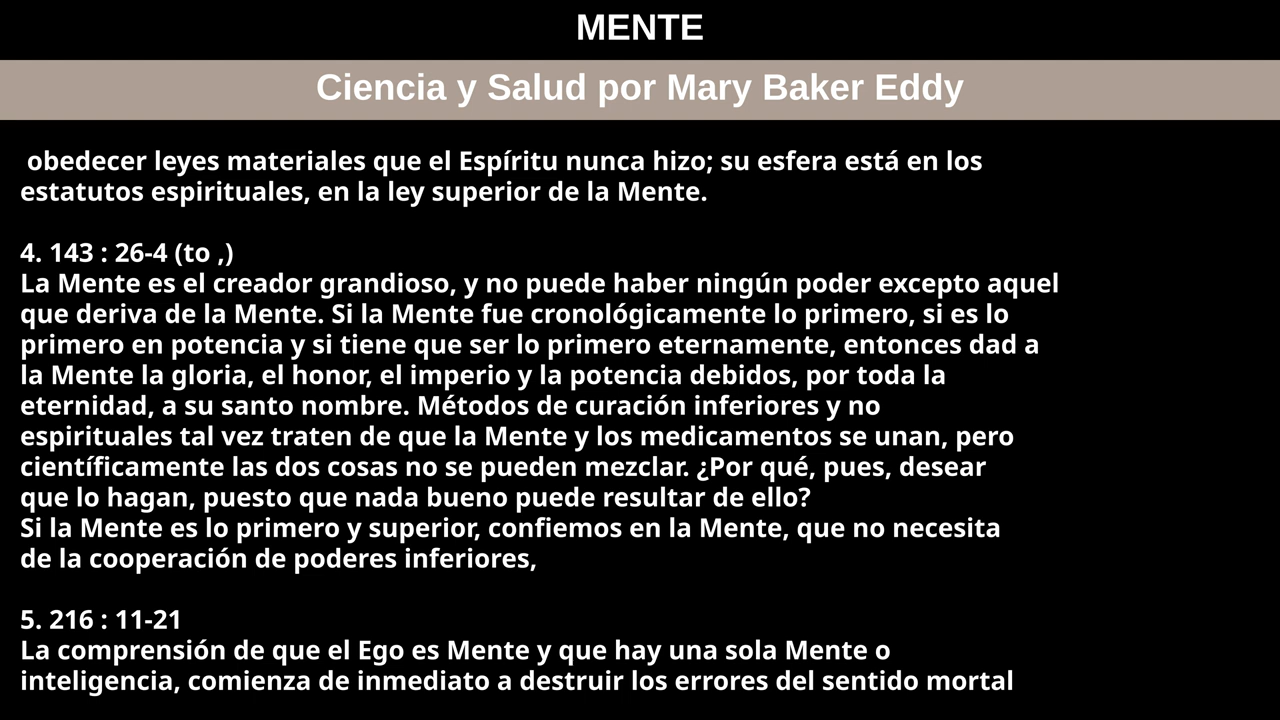 MENTE
Ciencia y Salud por Mary Baker Eddy
obedecer leyes materiales que el Espíritu nunca hizo; su esfera está en los
estatutos espirituales, en la ley superior de la Mente.
4. 143 : 26-4 (to ,)
La Mente es el creador grandioso, y no puede haber ningún poder excepto aquel
que deriva de la Mente. Si la Mente fue cronológicamente lo primero, si es lo
primero en potencia y si tiene que ser lo primero eternamente, entonces dad a
la Mente la gloria, el honor, el imperio y la potencia debidos, por toda la
eternidad, a su santo nombre. Métodos de curación inferiores y no
espirituales tal vez traten de que la Mente y los medicamentos se unan, pero
científicamente las dos cosas no se pueden mezclar. ¿Por qué, pues, desear
que lo hagan, puesto que nada bueno puede resultar de ello?
Si la Mente es lo primero y superior, confiemos en la Mente, que no necesita
de la cooperación de poderes inferiores,
5. 216 : 11-21
La comprensión de que el Ego es Mente y que hay una sola Mente o
inteligencia, comienza de inmediato a destruir los errores del sentido mortal